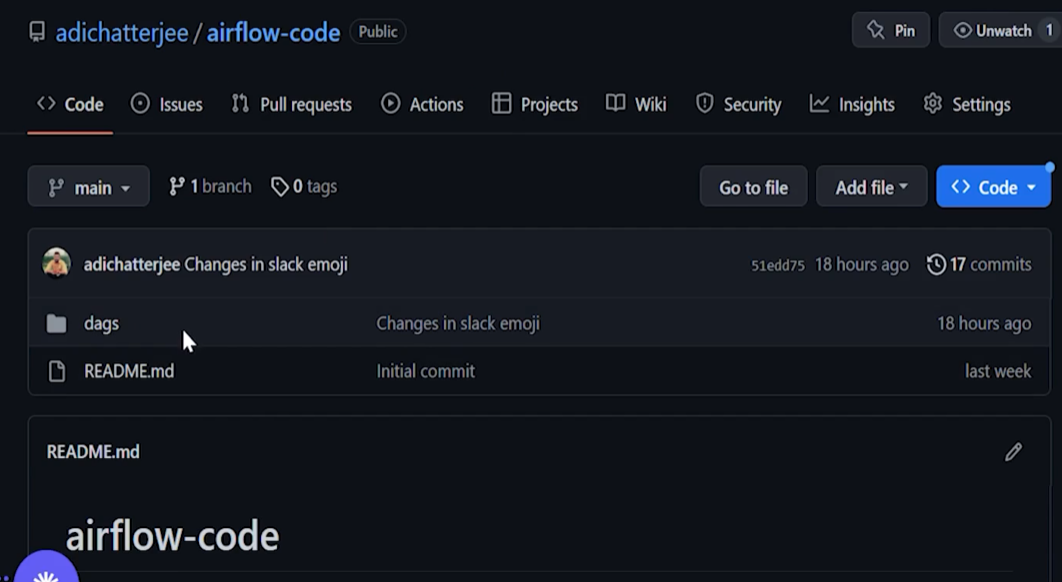 adichatterjee / airflow-code Public Pin Unwatch 1
Code Issues Pull requests Actions Projects Wiki Security Insights Settings
main 1 branch 0 tags Go to file Add file Code
adichatterjee Changes in slack emoji 51edd75 18 hours ago 17 commits
dags Changes in slack emoji 18 hours ago
README.md Initial commit last week
README.md
airflow-code